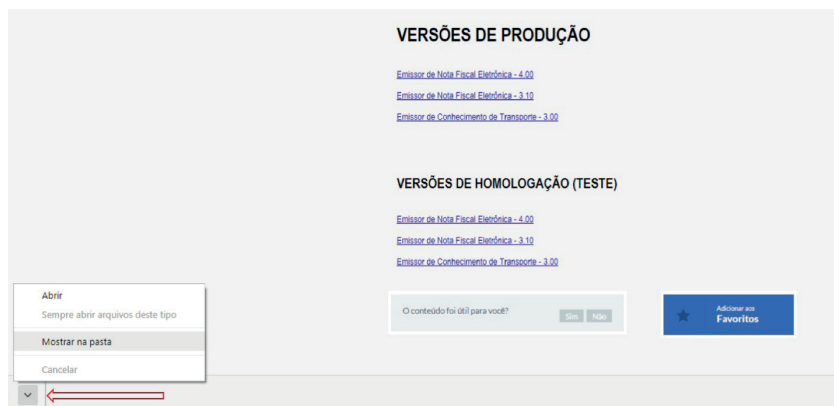 VERSÕES DE PRODUÇÃO
Emissor de Nota Fiscal Eletrônica - 4.00
Emissor de Nota Fiscal Eletrônica - 3.10
Emissor de Conhecimento de Transporte - 3.00
VERSÕES DE HOMOLOGAÇÃO (TESTE)
Emissor de Nota Fiscal Eletrônica - 4.00
Emissor de Nota Fiscal Eletrônica - 3.10
Emissor de Conhecimento de Transporte - 3.00
O conteúdo foi útil para você? Sim Não
Adicionar aos
Favoritos
Abrir
Sempre abrir arquivos deste tipo
Mostrar na pasta
Cancelar